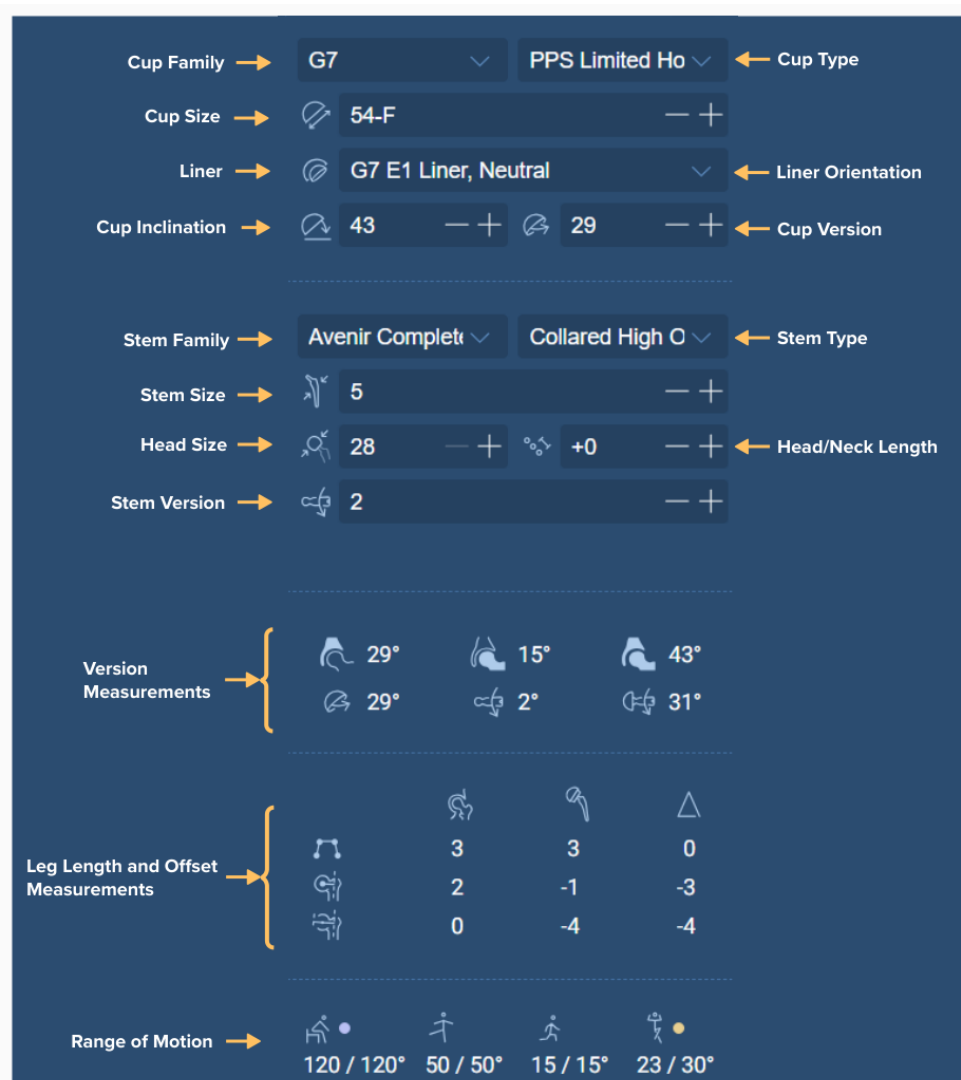 Cup Family G7 PPS Limited Ho Cup Type
Cup Size 54-F
Liner G7 E1 Liner, Neutral Liner Orientation
Cup Inclination 43 29 Cup Version
Stem Family Avenir Complete Collared High O Stem Type
Stem Size 5
Head Size 28 +0 Head/Neck Length
Stem Version 2
Version
Measurements
29° 15° 43°
29° 2° 31°
Leg Length and Offset
Measurements
3 3 0
2 -1 -3
0 -4 -4
Range of Motion
120 / 120° 50 / 50° 15 / 15° 23 / 30°